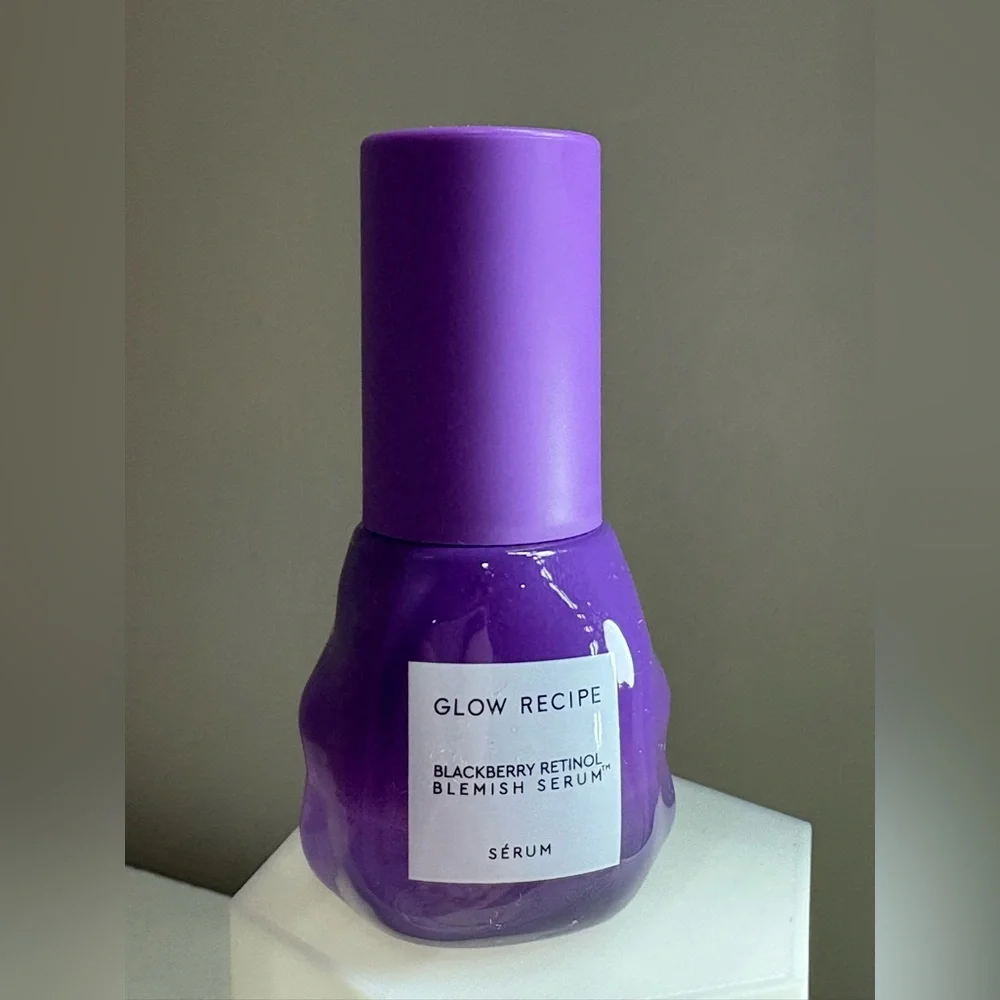 GLOW RECIPE
BLACKBERRY RETINOL
BLEMISH SERUM™
SÉRUM